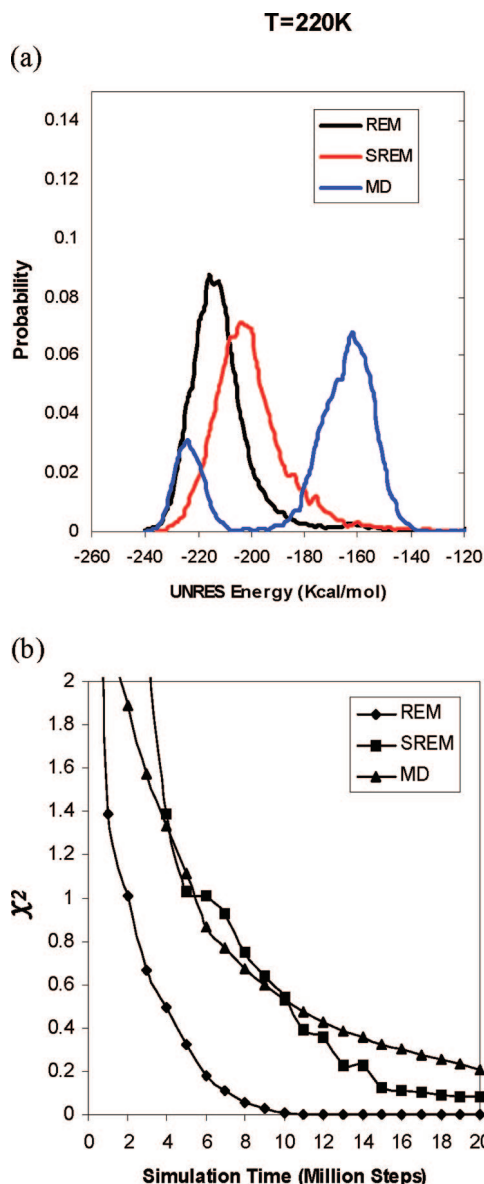 T=220K
(a)
0.14
0.12
0.1
0.08
0.06
0.04
0.02
0
Probability
REM
SREM
MD
-260 -240 -220 -200 -180 -160 -140 -120
UNRES Energy (Kcal/mol)
(b)
2
1.8
1.6
1.4
1.2
1
0.8
0.6
0.4
0.2
0
χ2
REM
SREM
MD
0 2 4 6 8 10 12 14 16 18 20
Simulation Time (Million Steps)